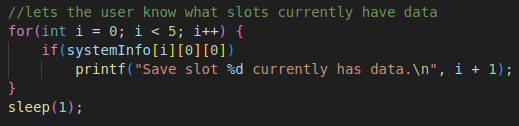 //lets the user know what slots currently have data
for(int i = 0; i < 5; i++) {
    if(systemInfo[i][0][0])
        printf("Save slot %d currently has data.\n", i + 1);
}
sleep(1);